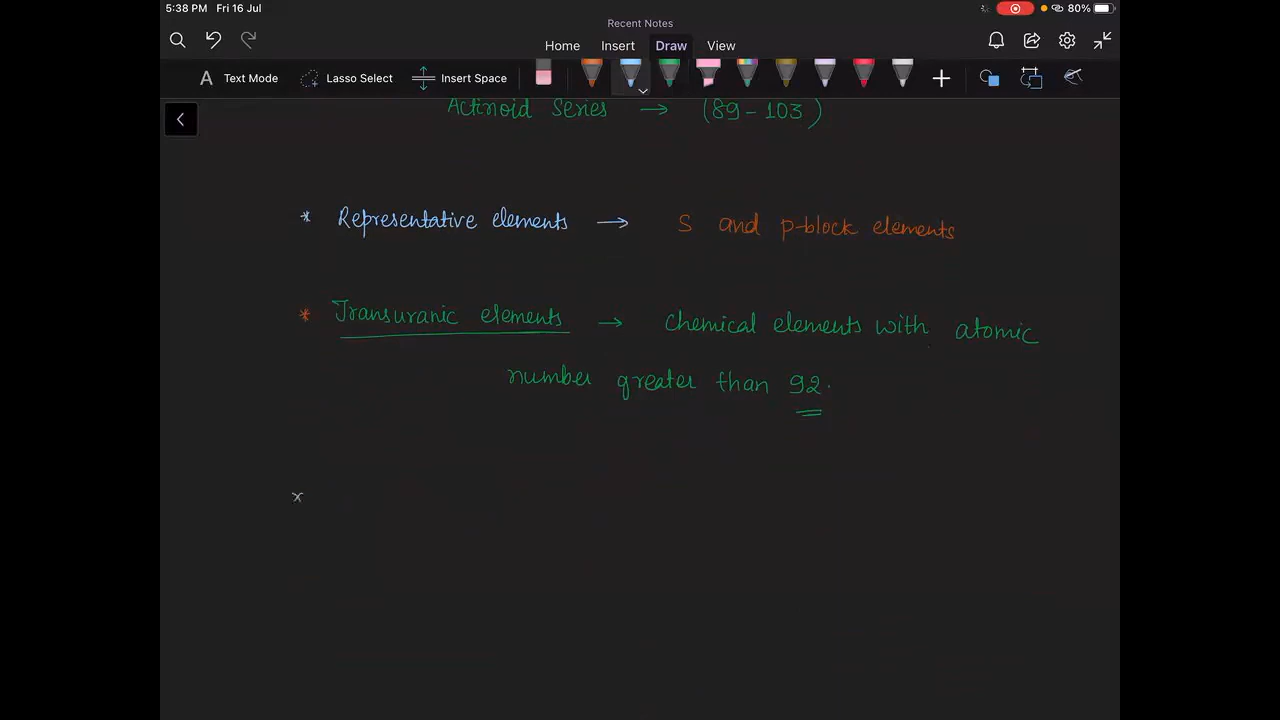 5:38 PM Fri 16 Jul 80%
Recent Notes
Home Insert Draw View
Text Mode Lasso Select Insert Space
Actinoid Series → (89-103)
* Representative elements → S and p-block elements
* Transuranic elements → Chemical elements with atomic
number greater than 92.
*